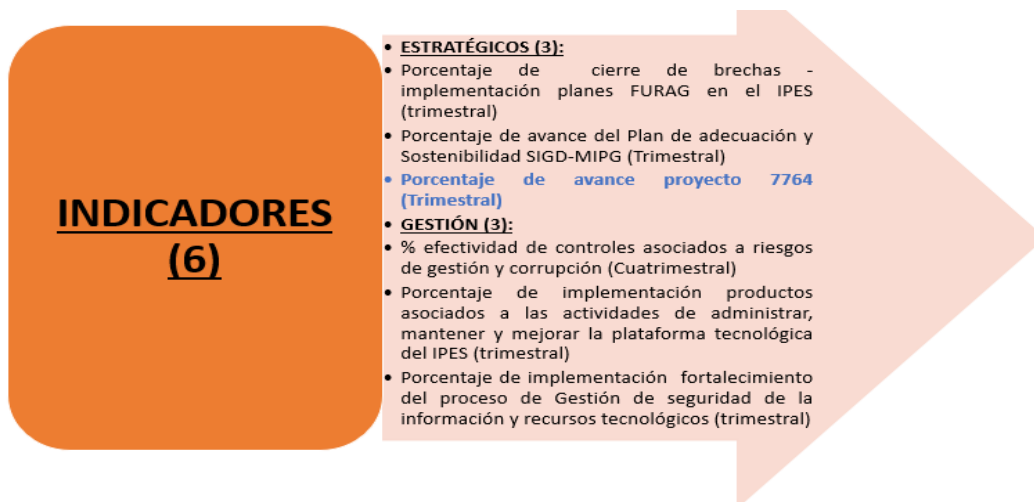 INDICADORES
(6)
• ESTRATÉGICOS (3):
• Porcentaje de cierre de brechas -
implementación planes FURAG en el IPES
(trimestral)
• Porcentaje de avance del Plan de adecuación y
Sostenibilidad SIGD-MIPG (Trimestral)
• Porcentaje de avance proyecto 7764
(Trimestral)
• GESTIÓN (3):
• % efectividad de controles asociados a riesgos
de gestión y corrupción (Cuatrimestral)
• Porcentaje de implementación productos
asociados a las actividades de administrar,
mantener y mejorar la plataforma tecnológica
del IPES (trimestral)
• Porcentaje de implementación fortalecimiento
del proceso de Gestión de seguridad de la
información y recursos tecnológicos (trimestral)